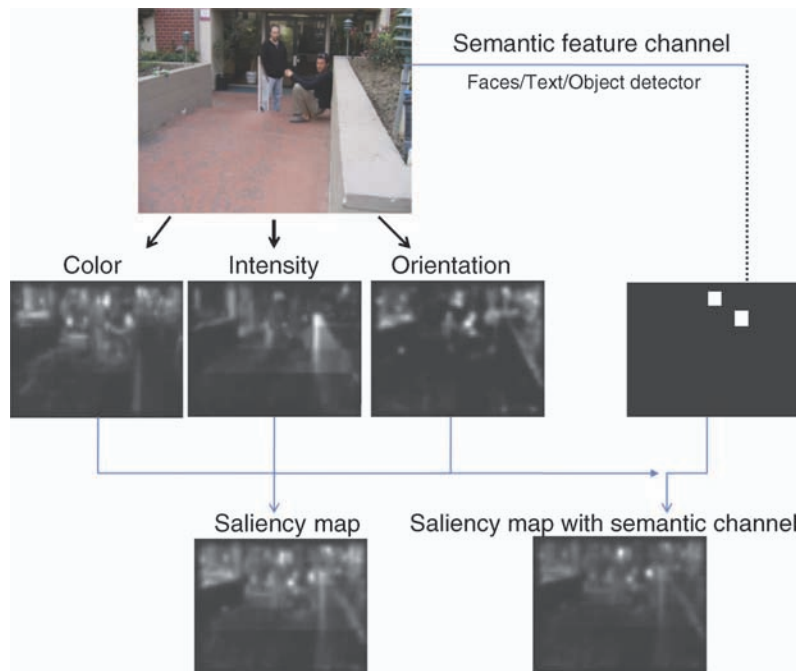 Semantic feature channel
Faces/Text/Object detector
Color
Intensity
Orientation
Saliency map
Saliency map with semantic channel